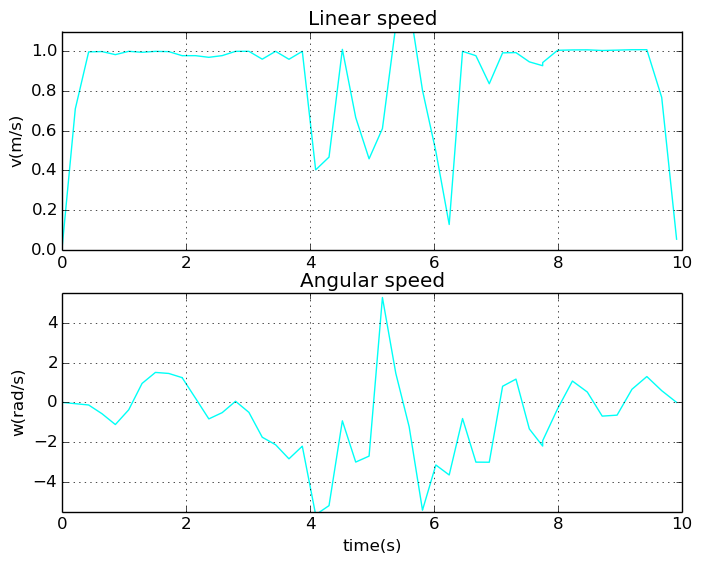 Linear speed
1.0
0.8
0.6
0.4
0.2
0.0
v(m/s)
0 2 4 6 8 10
Angular speed
4
2
0
−2
−4
w(rad/s)
0 2 4 6 8 10
time(s)